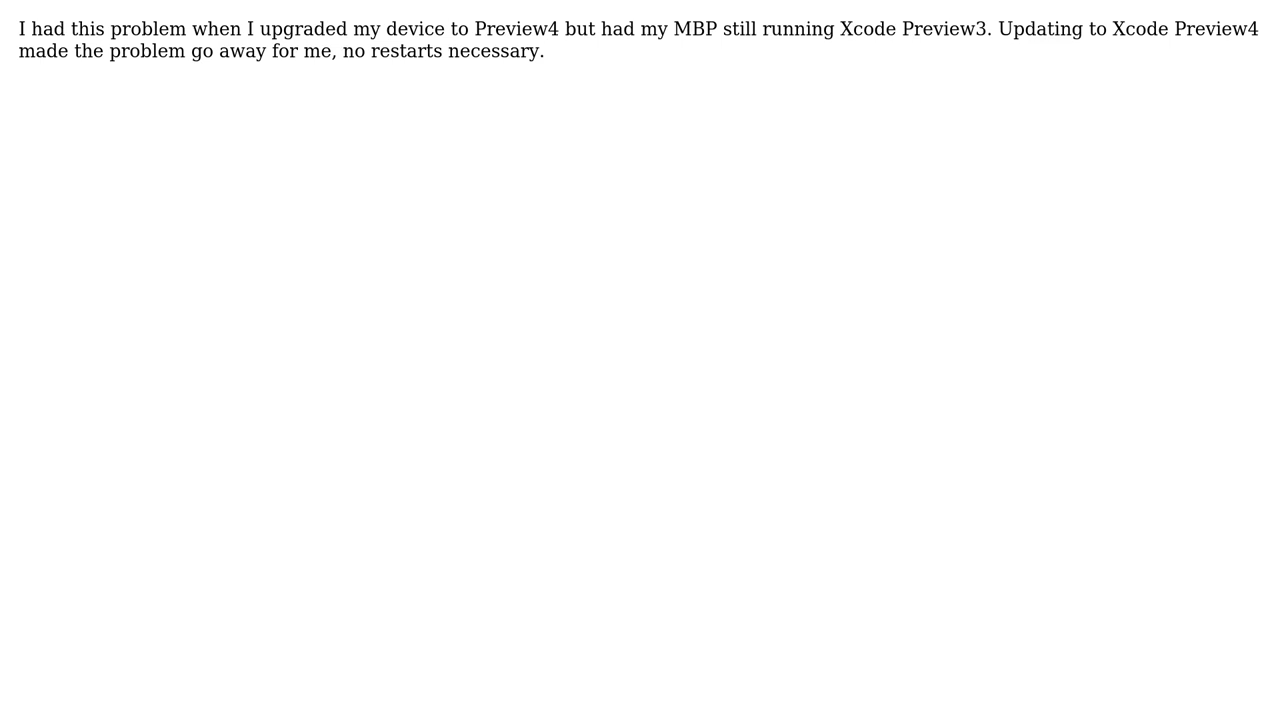 I had this problem when I upgraded my device to Preview4 but had my MBP still running Xcode Preview3. Updating to Xcode Preview4
made the problem go away for me, no restarts necessary.